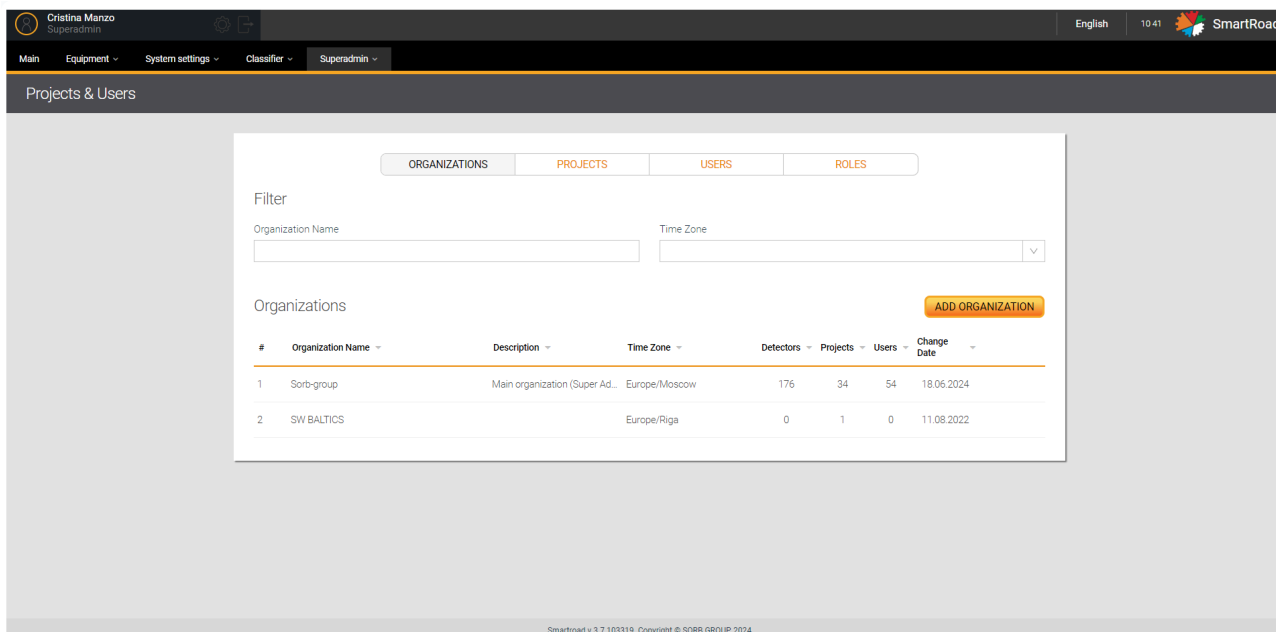 Cristina Manzo
Superadmin
English 10 41 SmartRoad
Main Equipment System settings Classifier Superadmin
Projects & Users
ORGANIZATIONS PROJECTS USERS ROLES
Filter
Organization Name Time Zone
Organizations ADD ORGANIZATION
# Organization Name Description Time Zone Detectors Projects Users Change Date
1 Sorb-group Main organization (Super Ad... Europe/Moscow 176 34 54 18.06.2024
2 SW BALTICS Europe/Riga 0 1 0 11.08.2022
Smartroad v 3.7.103319. Copyright © SORB GROUP 2024